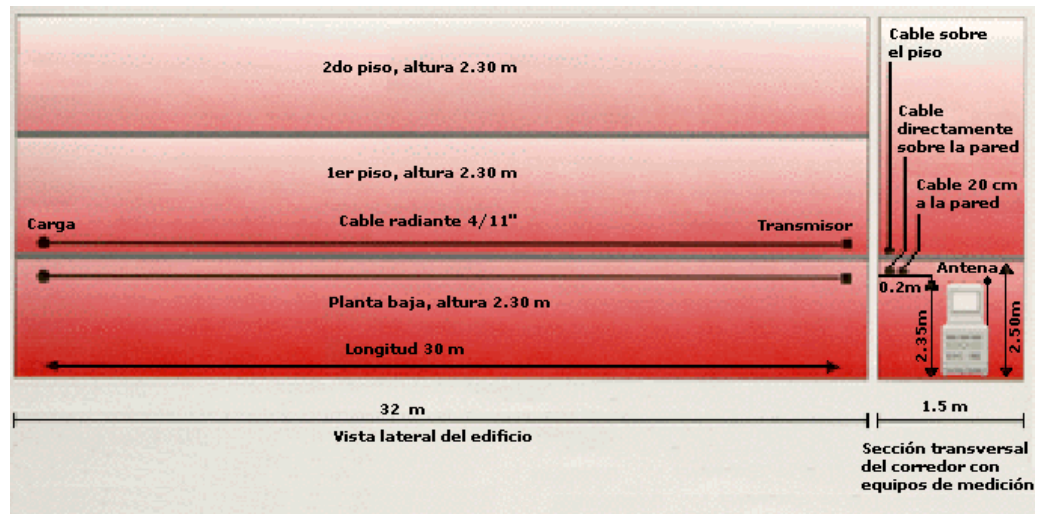 2do piso, altura 2.30 m
1er piso, altura 2.30 m
Carga
Cable radiante 4/11"
Transmisor
Planta baja, altura 2.30 m
Longitud 30 m
32 m
Vista lateral del edificio
Cable sobre
el piso
Cable
directamente
sobre la pared
Cable 20 cm
a la pared
Antena
0.2m
2.35m
2.50m
1.5 m
Sección transversal
del corredor con
equipos de medición